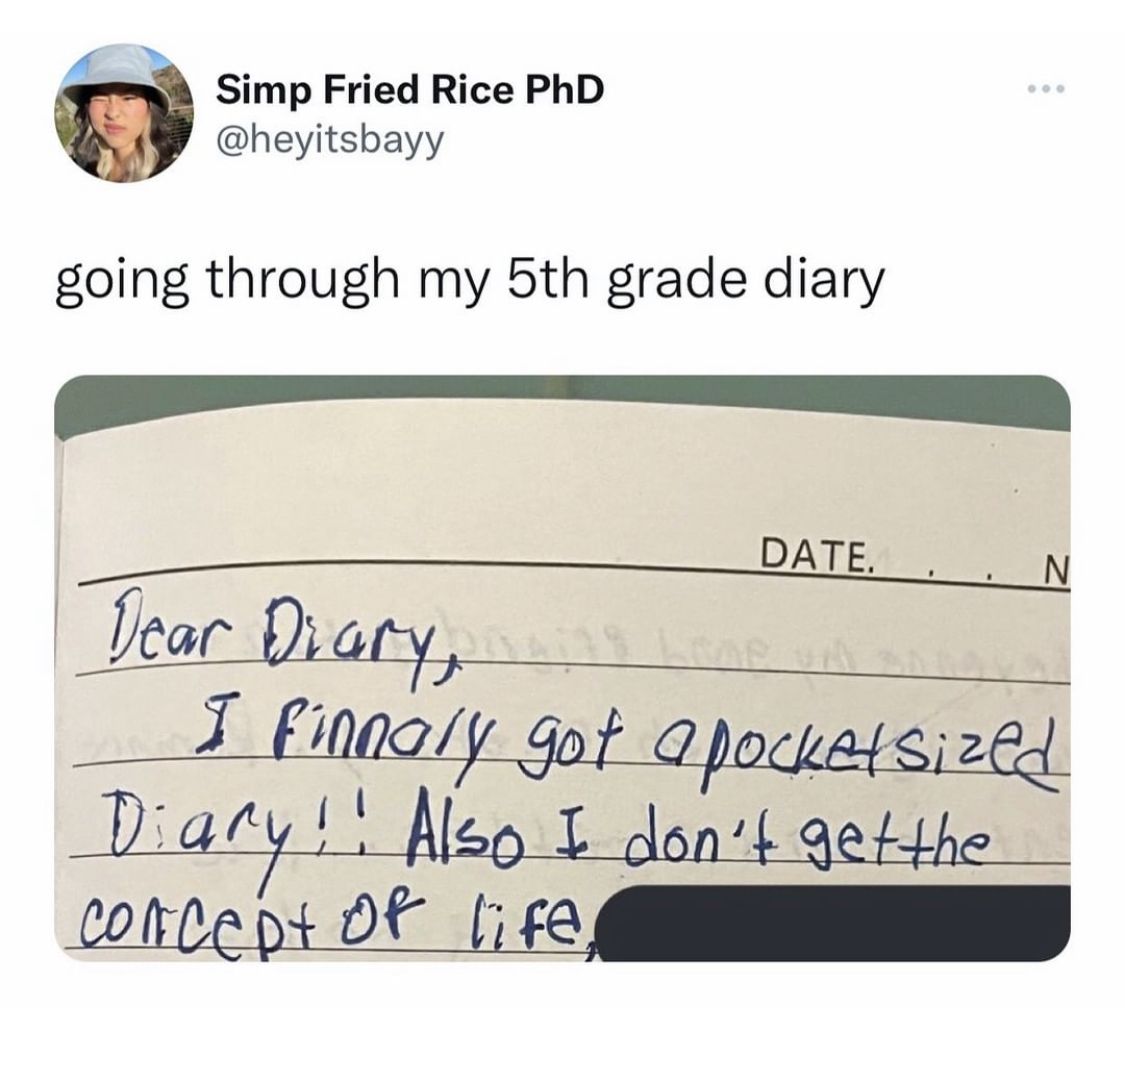 Simp Fried Rice PhD
@heyitsbayy
going through my 5th grade diary
DATE. . . N
Dear Diary,
I finnaly got a pocket sized
Diary!! Also I don't get the
concept of life,